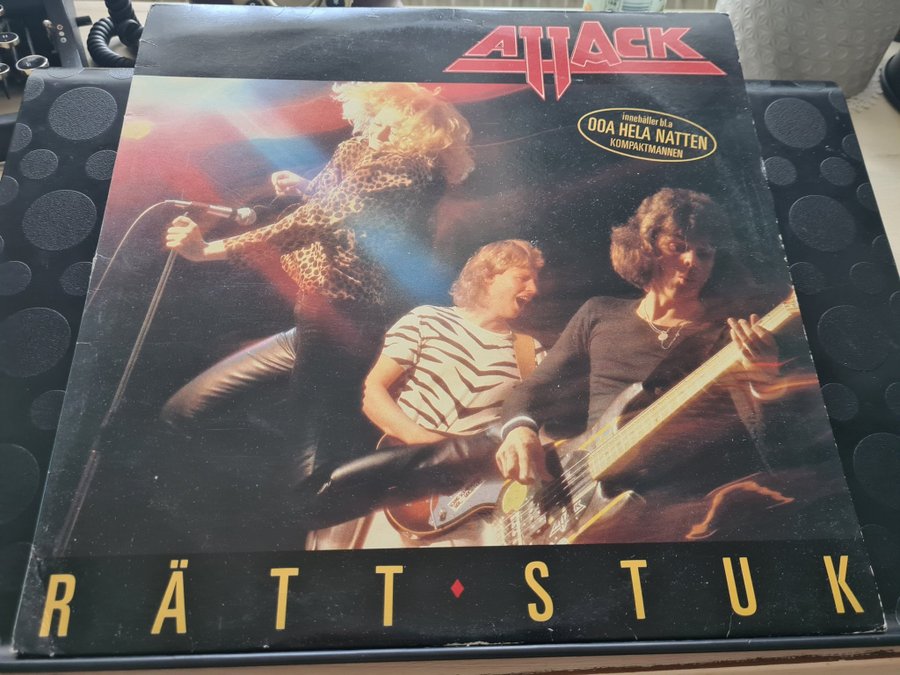 ATTACK
innehåller bl.a
OOA HELA NATTEN
KOMPAKTMANNEN
RÄTT ♦ STUK